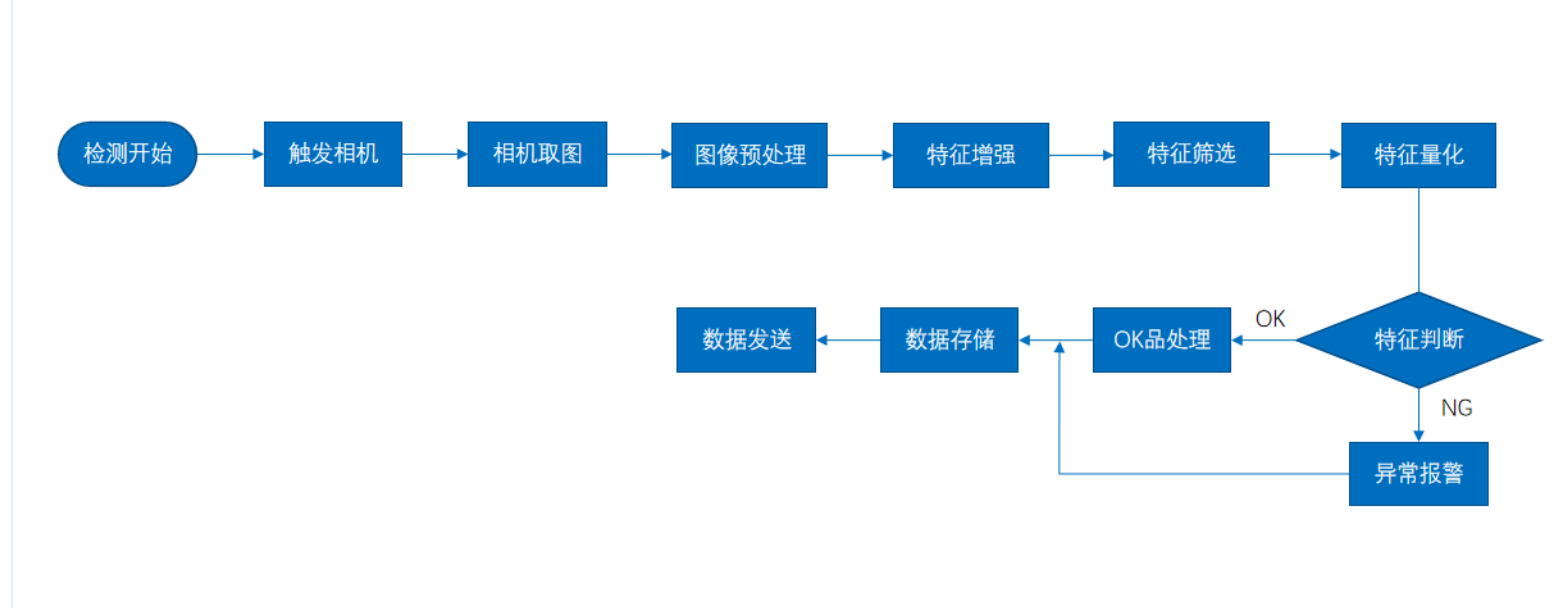 检测开始
触发相机
相机取图
图像预处理
特征增强
特征筛选
特征量化
特征判断
OK
OK品处理
数据存储
数据发送
NG
异常报警